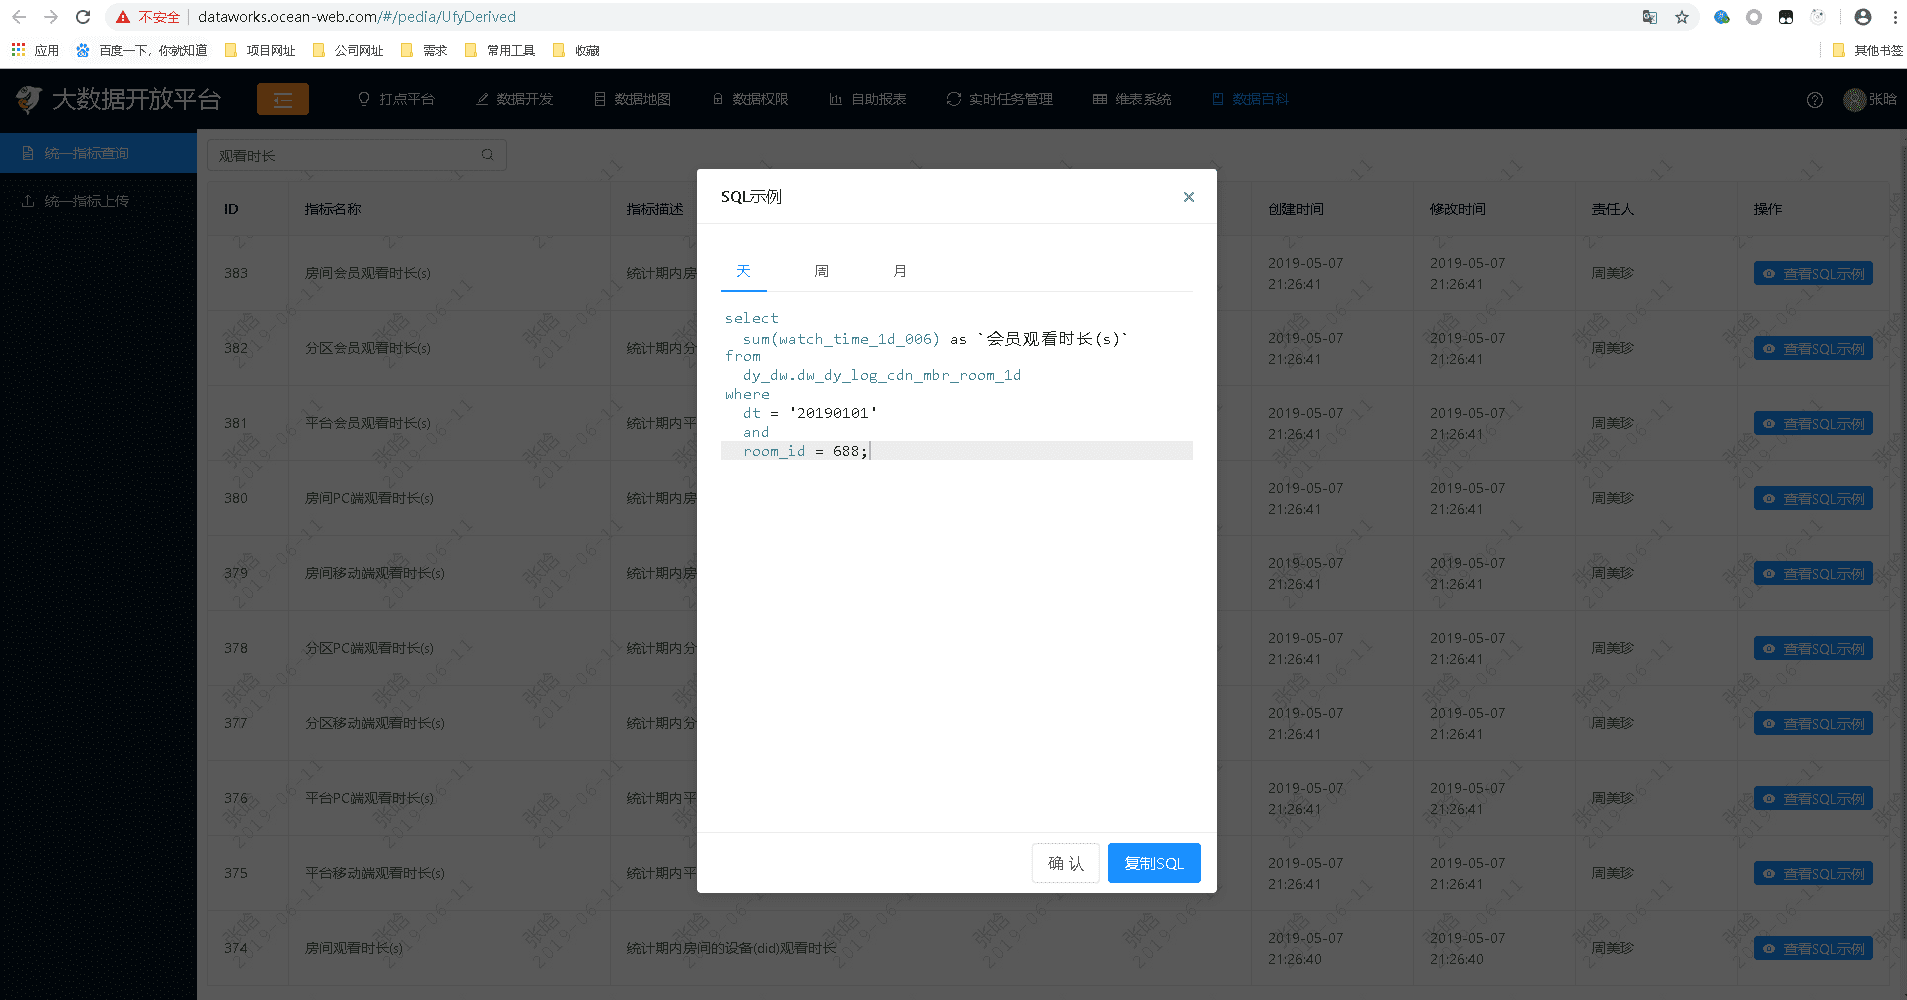 不安全 dataworks.ocean-web.com/#/pedia/UfyDerived
应用 百度一下，你就知道 项目网址 公司网址 需求 常用工具 收藏 其他书签
大数据开放平台 打点平台 数据开发 数据地图 数据权限 自助报表 实时任务管理 维表系统 数据百科 张晗
统一指标查询
统一指标上传
观看时长
ID 指标名称 指标描述 创建时间 修改时间 责任人 操作
383 房间会员观看时长(s) 统计期内房 2019-05-07 21:26:41 2019-05-07 21:26:41 周美珍 查看SQL示例
382 分区会员观看时长(s) 统计期内分 2019-05-07 21:26:41 2019-05-07 21:26:41 周美珍 查看SQL示例
381 平台会员观看时长(s) 统计期内平 2019-05-07 21:26:41 2019-05-07 21:26:41 周美珍 查看SQL示例
380 房间PC端观看时长(s) 统计期内房 2019-05-07 21:26:41 2019-05-07 21:26:41 周美珍 查看SQL示例
379 房间移动端观看时长(s) 统计期内房 2019-05-07 21:26:41 2019-05-07 21:26:41 周美珍 查看SQL示例
378 分区PC端观看时长(s) 统计期内分 2019-05-07 21:26:41 2019-05-07 21:26:41 周美珍 查看SQL示例
377 分区移动端观看时长(s) 统计期内分 2019-05-07 21:26:41 2019-05-07 21:26:41 周美珍 查看SQL示例
376 平台PC端观看时长(s) 统计期内平 2019-05-07 21:26:41 2019-05-07 21:26:41 周美珍 查看SQL示例
375 平台移动端观看时长(s) 统计期内平 2019-05-07 21:26:41 2019-05-07 21:26:41 周美珍 查看SQL示例
374 房间观看时长(s) 统计期内房间的设备(did)观看时长 2019-05-07 21:26:40 2019-05-07 21:26:40 周美珍 查看SQL示例
SQL示例
天 周 月
select
sum(watch_time_1d_006) as `会员观看时长(s)`
from
dy_dw.dw_dy_log_cdn_mbr_room_1d
where
dt = '20190101'
and
room_id = 688;
确 认 复制SQL
张晗
2019-06-11